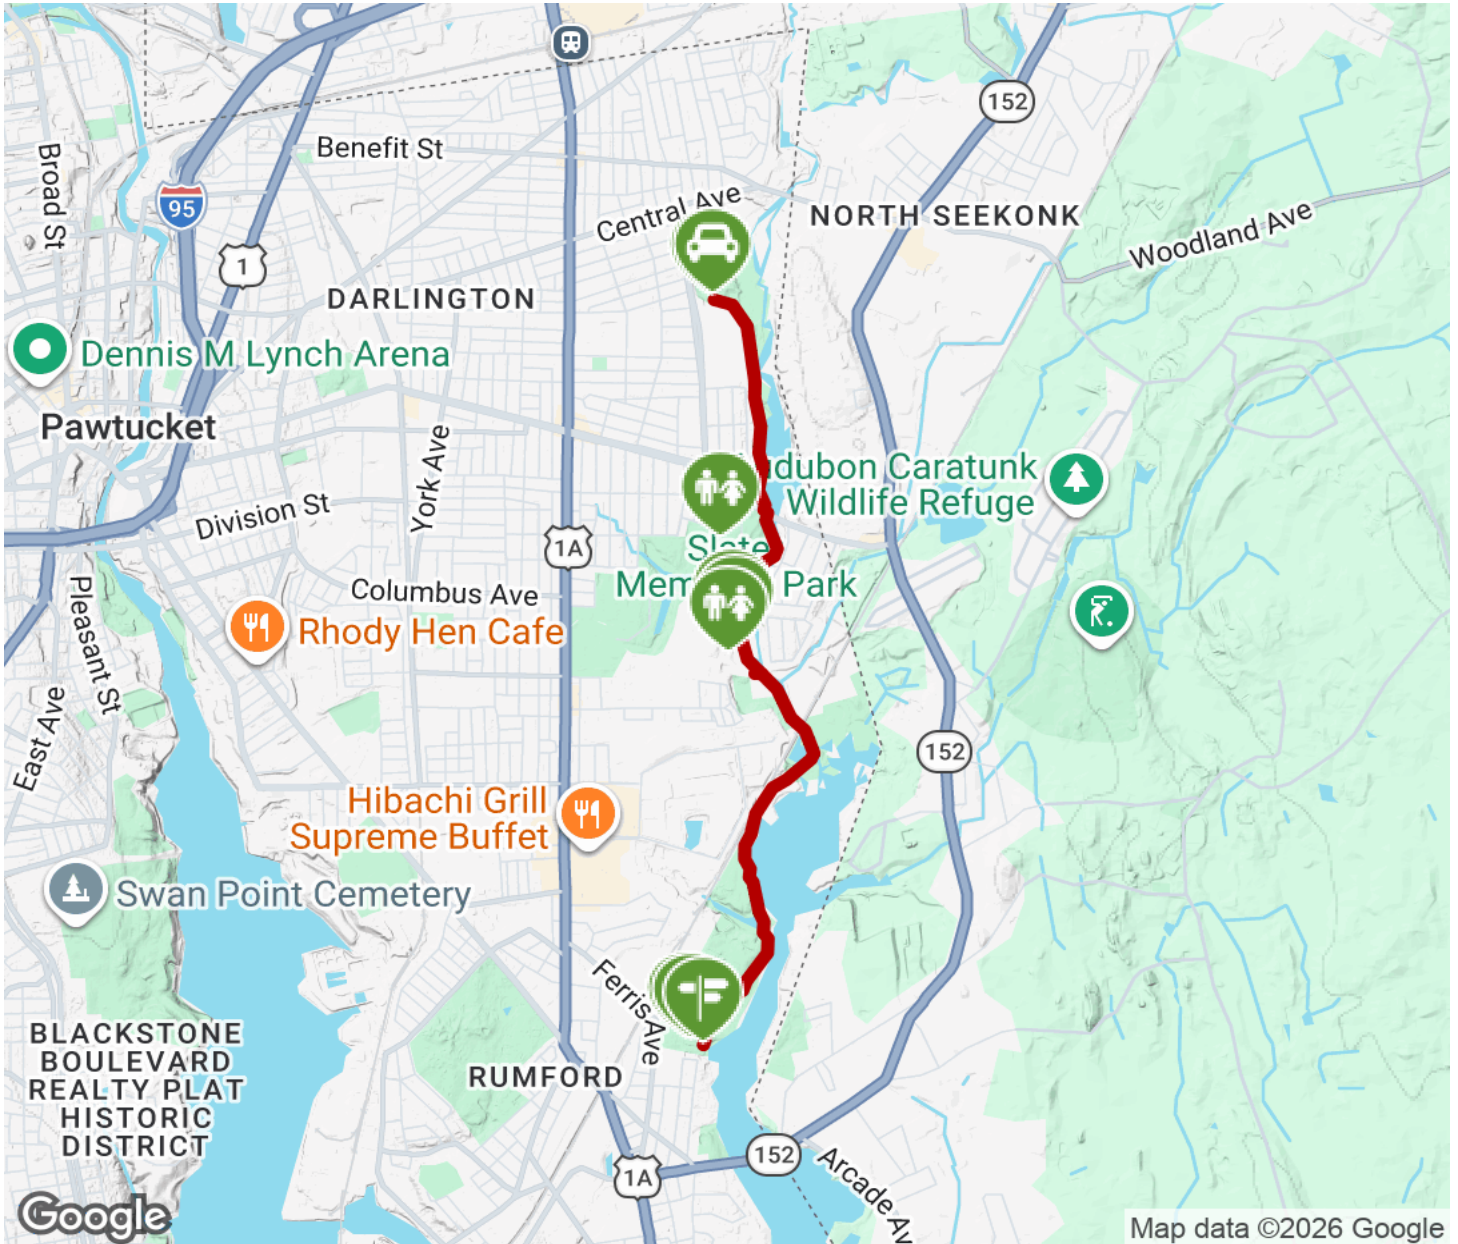 152
Benefit St
Broad St
95
Central Ave
NORTH SEEKONK
Woodland Ave
1
DARLINGTON
Dennis M Lynch Arena
Pawtucket
York Ave
udubon Caratunk
Wildlife Refuge
Division St
1A
Slate
Mem
Park
Columbus Ave
Pleasant St
Rhody Hen Cafe
East Ave
152
Hibachi Grill
Supreme Buffet
Swan Point Cemetery
Ferris Ave
BLACKSTONE
BOULEVARD
REALTY PLAT
HISTORIC
DISTRICT
RUMFORD
152
1A
Arcade Av
Google
Map data ©2026 Google